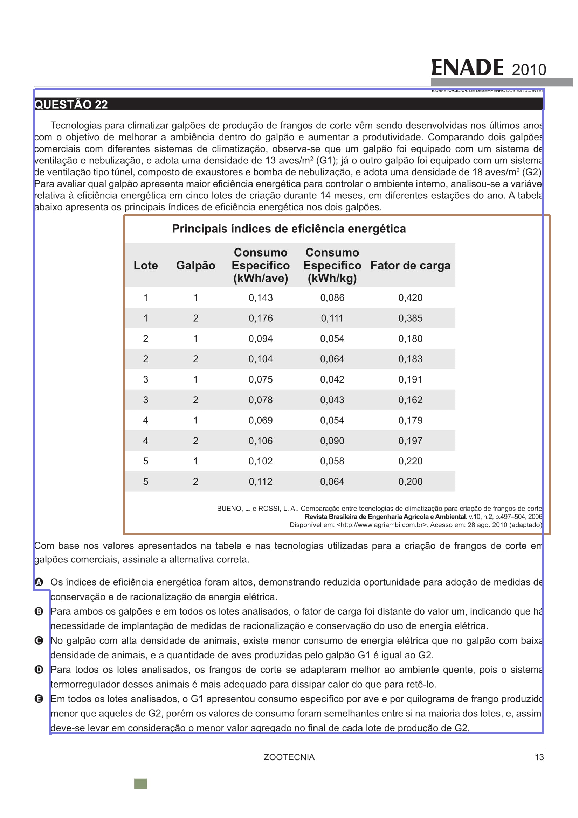 ENADE 2010
QUESTÃO 22
Tecnologias para climatizar galpões de produção de frangos de corte vêm sendo desenvolvidas nos últimos anos
com o objetivo de melhorar a ambiência dentro do galpão e aumentar a produtividade. Comparando dois galpões
comerciais com diferentes sistemas de climatização, observa-se que um galpão foi equipado com um sistema de
ventilação e nebulização, e adota uma densidade de 13 aves/m² (G1); já o outro galpão foi equipado com um sistema
de ventilação tipo túnel, composto de exaustores e bomba de nebulização, e adota uma densidade de 18 aves/m² (G2)
Para avaliar qual galpão apresenta maior eficiência energética para controlar o ambiente interno, analisou-se a variável
relativa à eficiência energética em cinco lotes de criação durante 14 meses, em diferentes estações do ano. A tabela
abaixo apresenta os principais índices de eficiência energética nos dois galpões.
Principais índices de eficiência energética
Lote Galpão Consumo Específico (kWh/ave) Consumo Específico (kWh/kg) Fator de carga
1 1 0,143 0,086 0,420
1 2 0,176 0,111 0,385
2 1 0,094 0,054 0,180
2 2 0,104 0,064 0,183
3 1 0,075 0,042 0,191
3 2 0,078 0,043 0,162
4 1 0,069 0,054 0,179
4 2 0,106 0,090 0,197
5 1 0,102 0,058 0,220
5 2 0,112 0,064 0,200
BUENO, L. e ROSSI, L. A., Comparação entre tecnologias de climatização para criação de frangos de corte
Revista Brasileira de Engenharia Agrícola e Ambiental. v.10, n.2, p.497–504, 2006
Disponível em: <http://www.agriambi.com.br>. Acesso em: 28 ago. 2010 (adaptado)
Com base nos valores apresentados na tabela e nas tecnologias utilizadas para a criação de frangos de corte em
galpões comerciais, assinale a alternativa correta.
A Os índices de eficiência energética foram altos, demonstrando reduzida oportunidade para adoção de medidas de
conservação e de racionalização de energia elétrica.
B Para ambos os galpões e em todos os lotes analisados, o fator de carga foi distante do valor um, indicando que há
necessidade de implantação de medidas de racionalização e conservação do uso de energia elétrica.
C No galpão com alta densidade de animais, existe menor consumo de energia elétrica que no galpão com baixa
densidade de animais, e a quantidade de aves produzidas pelo galpão G1 é igual ao G2.
D Para todos os lotes analisados, os frangos de corte se adaptaram melhor ao ambiente quente, pois o sistema
termorregulador desses animais é mais adequado para dissipar calor do que para retê-lo.
E Em todos os lotes analisados, o G1 apresentou consumo específico por ave e por quilograma de frango produzido
menor que aqueles de G2, porém os valores de consumo foram semelhantes entre si na maioria dos lotes, e, assim,
deve-se levar em consideração o menor valor agregado no final de cada lote de produção de G2.
ZOOTECNIA 13